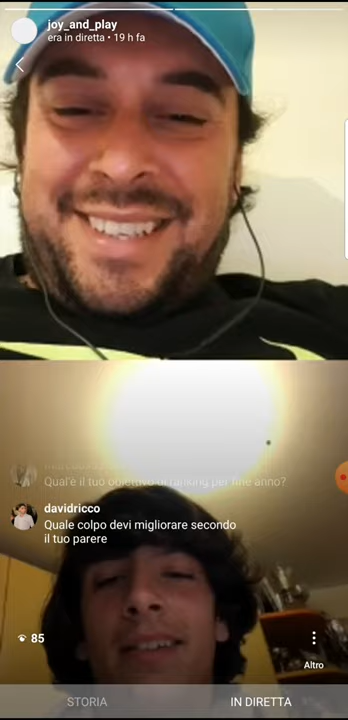 joy_and_play
era in diretta • 19 h fa
Qual'è il tuo obiettivo di ranking per fine anno?
davidricco
Quale colpo devi migliorare secondo
il tuo parere
85
Altro
STORIA
IN DIRETTA